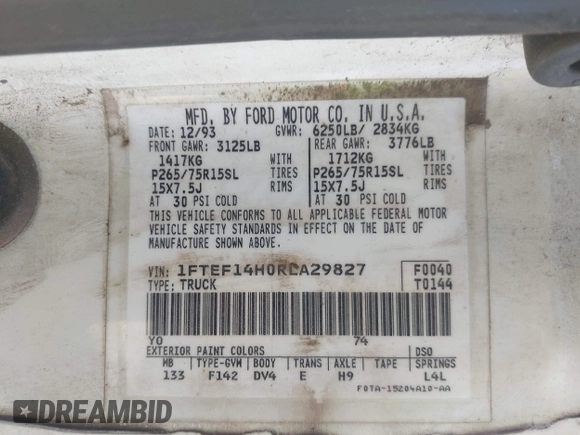 MFD. BY FORD MOTOR CO. IN U.S.A.
DATE: 12/93 GVWR: 6250LB/ 2834KG
FRONT GAWR: 3125LB REAR GAWR: 3776LB
1417KG WITH 1712KG WITH
P265/75R15SL TIRES P265/75R15SL TIRES
15X7.5J RIMS 15X7.5J RIMS
AT 30 PSI COLD AT 30 PSI COLD
THIS VEHICLE CONFORMS TO ALL APPLICABLE FEDERAL MOTOR
VEHICLE SAFETY STANDARDS IN EFFECT ON THE DATE OF
MANUFACTURE SHOWN ABOVE.
VIN: 1FTEF14H0RLA29827 F0040
TYPE: TRUCK T0144
YO 74
EXTERIOR PAINT COLORS DSO
WB TYPE-GVM BODY TRANS AXLE TAPE SPRINGS
133 F142 DV4 E H9 L4L
F0TA-15204A10-AA
DREAMBID